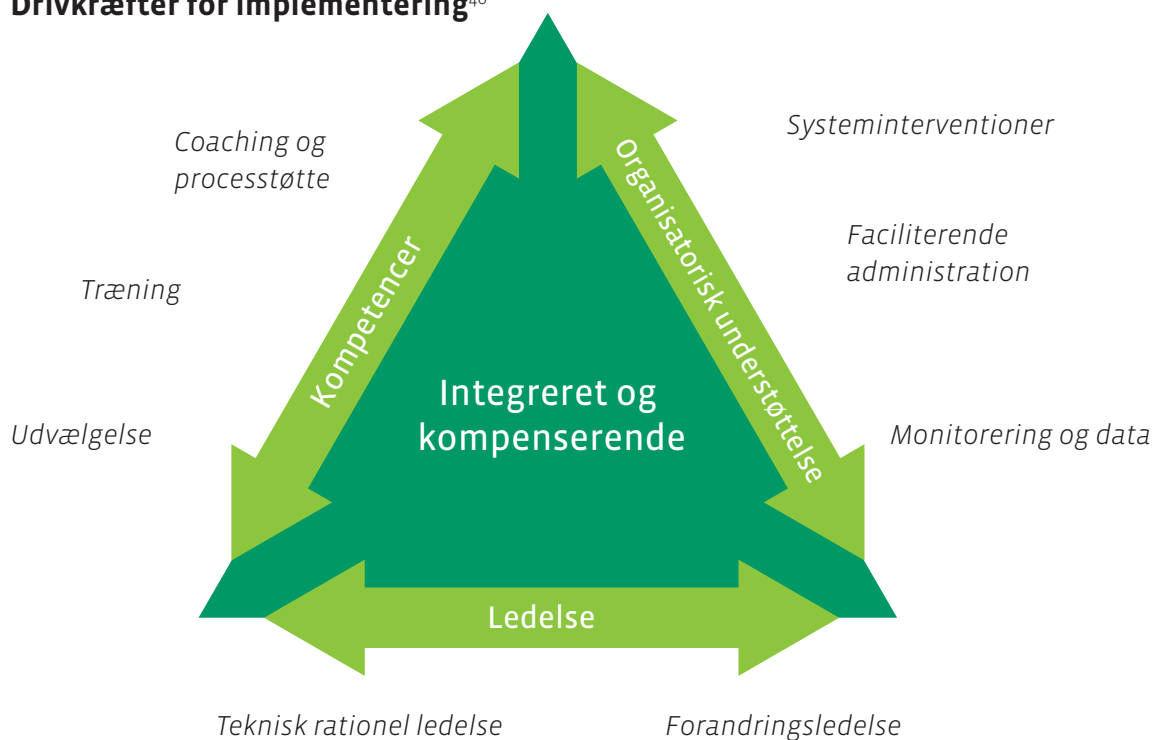 Drivkræfter for implementering⁴⁰
Coaching og
processtøtte
Træning
Udvælgelse
Kompetencer
Systeminterventioner
Faciliterende
administration
Monitorering og data
Organisatorisk understøttelse
Integreret og
kompenserende
Ledelse
Teknisk rationel ledelse
Forandringsledelse